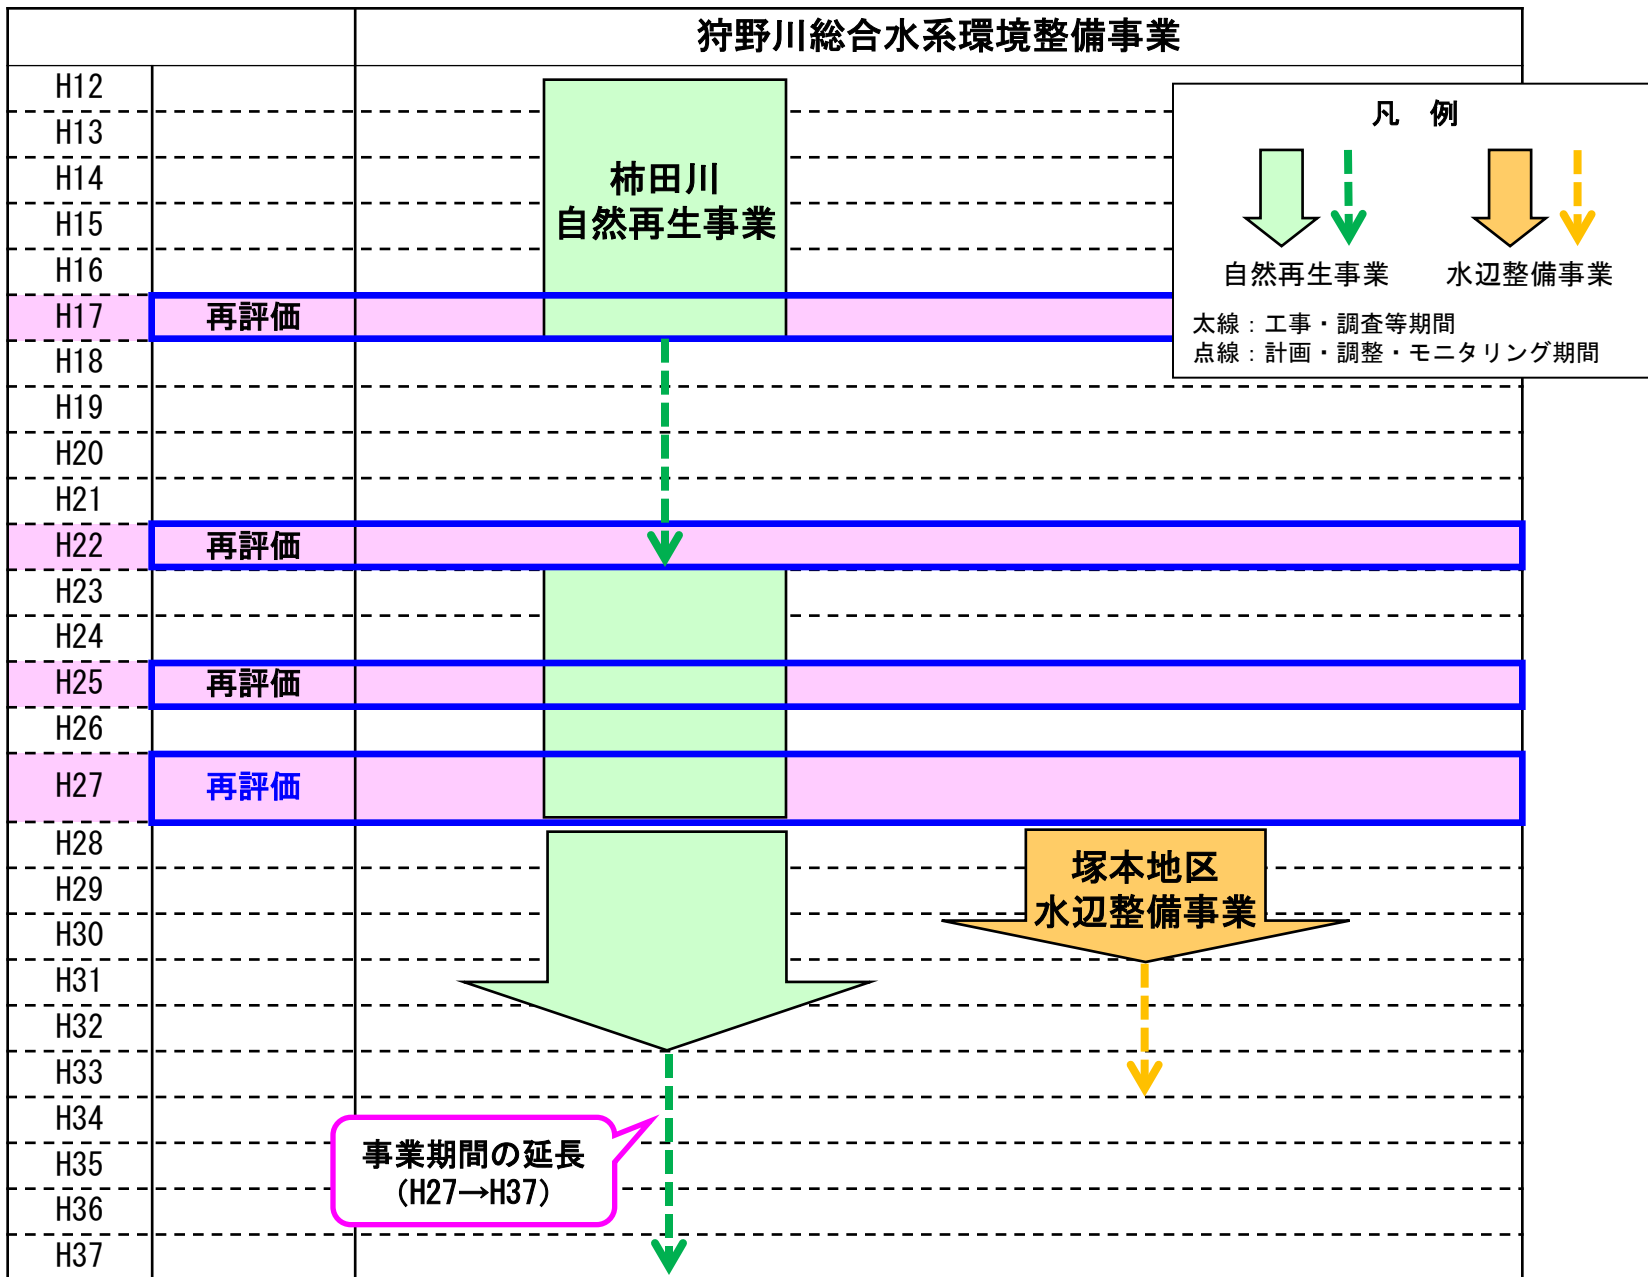 狩野川総合水系環境整備事業
H12
H13
H14
H15
H16
H17 再評価
H18
H19
H20
H21
H22 再評価
H23
H24
H25 再評価
H26
H27 再評価
H28
H29
H30
H31
H32
H33
H34
H35
H36
H37
柿田川
自然再生事業
凡 例
自然再生事業 水辺整備事業
太線：工事・調査等期間
点線：計画・調整・モニタリング期間
塚本地区
水辺整備事業
事業期間の延長
(H27→H37)